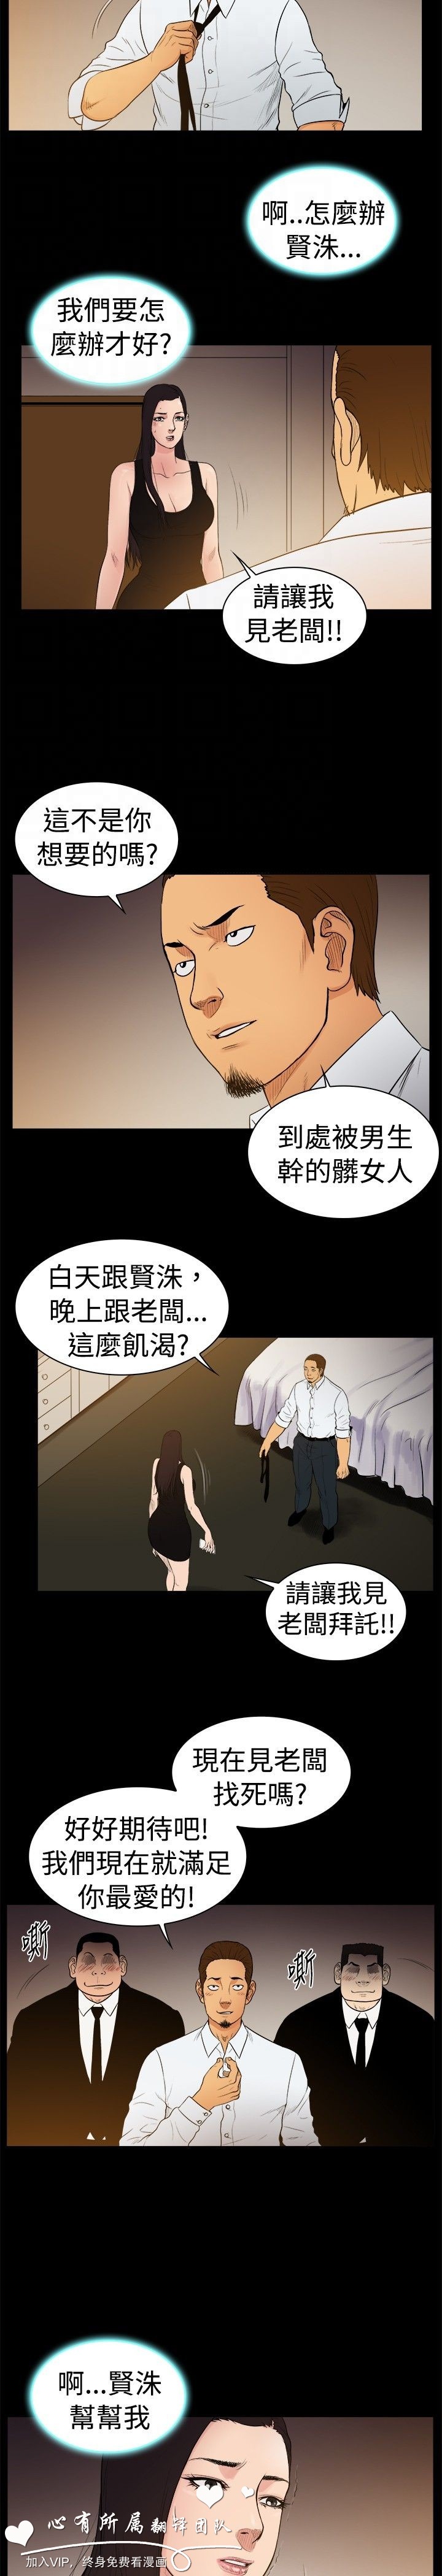 啊..怎麼辦
賢洙...
我們要怎
麼辦才好?
請讓我
見老闆!!
這不是你
想要的嗎?
到處被男生
幹的髒女人
白天跟賢洙，
晚上跟老闆...
這麼飢渴?
請讓我見
老闆拜託!!
現在見老闆
找死嗎?
好好期待吧!
我們現在就滿足
你最愛的!
嘶
嘶
啊...賢洙
幫幫我
心有所属翻译团队
加入VIP，终身免费看漫画